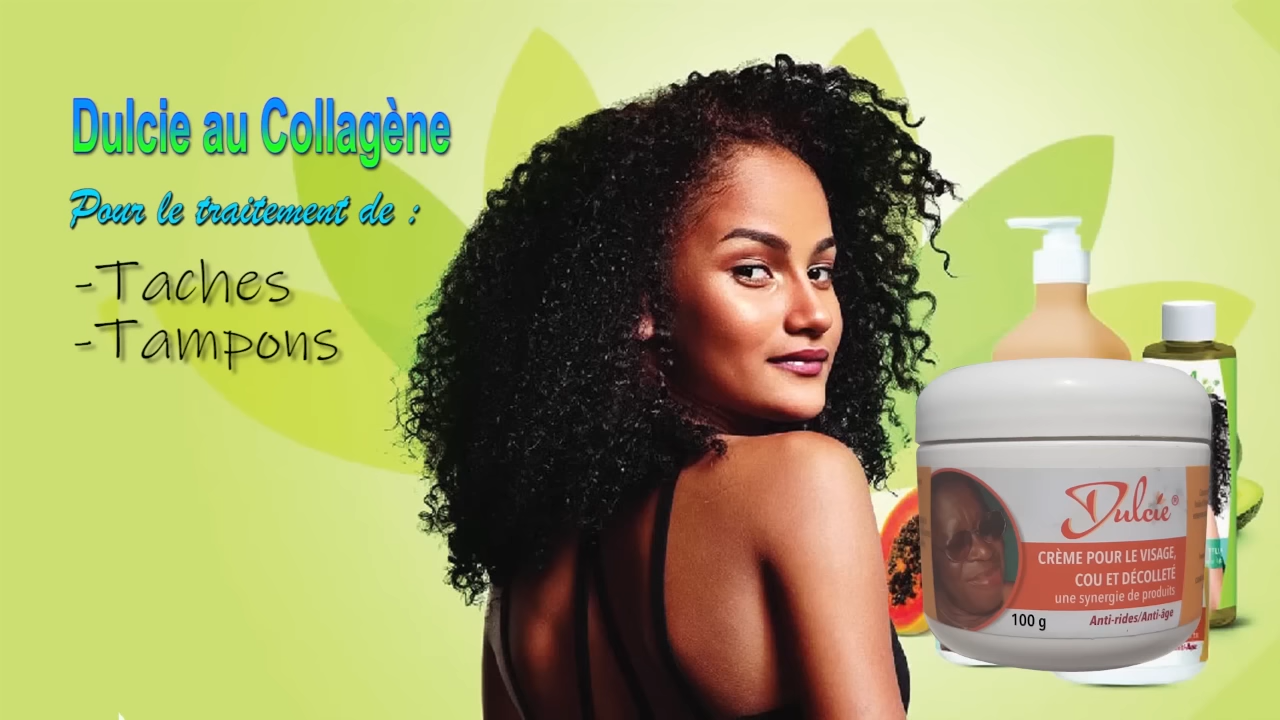 Dulcie au Collagène
Pour le traitement de :
-Taches
-Tampons
Dulcie®
CRÈME POUR LE VISAGE,
COU ET DÉCOLLETÉ
une synergie de produits
Anti-rides/Anti-âge
100 g